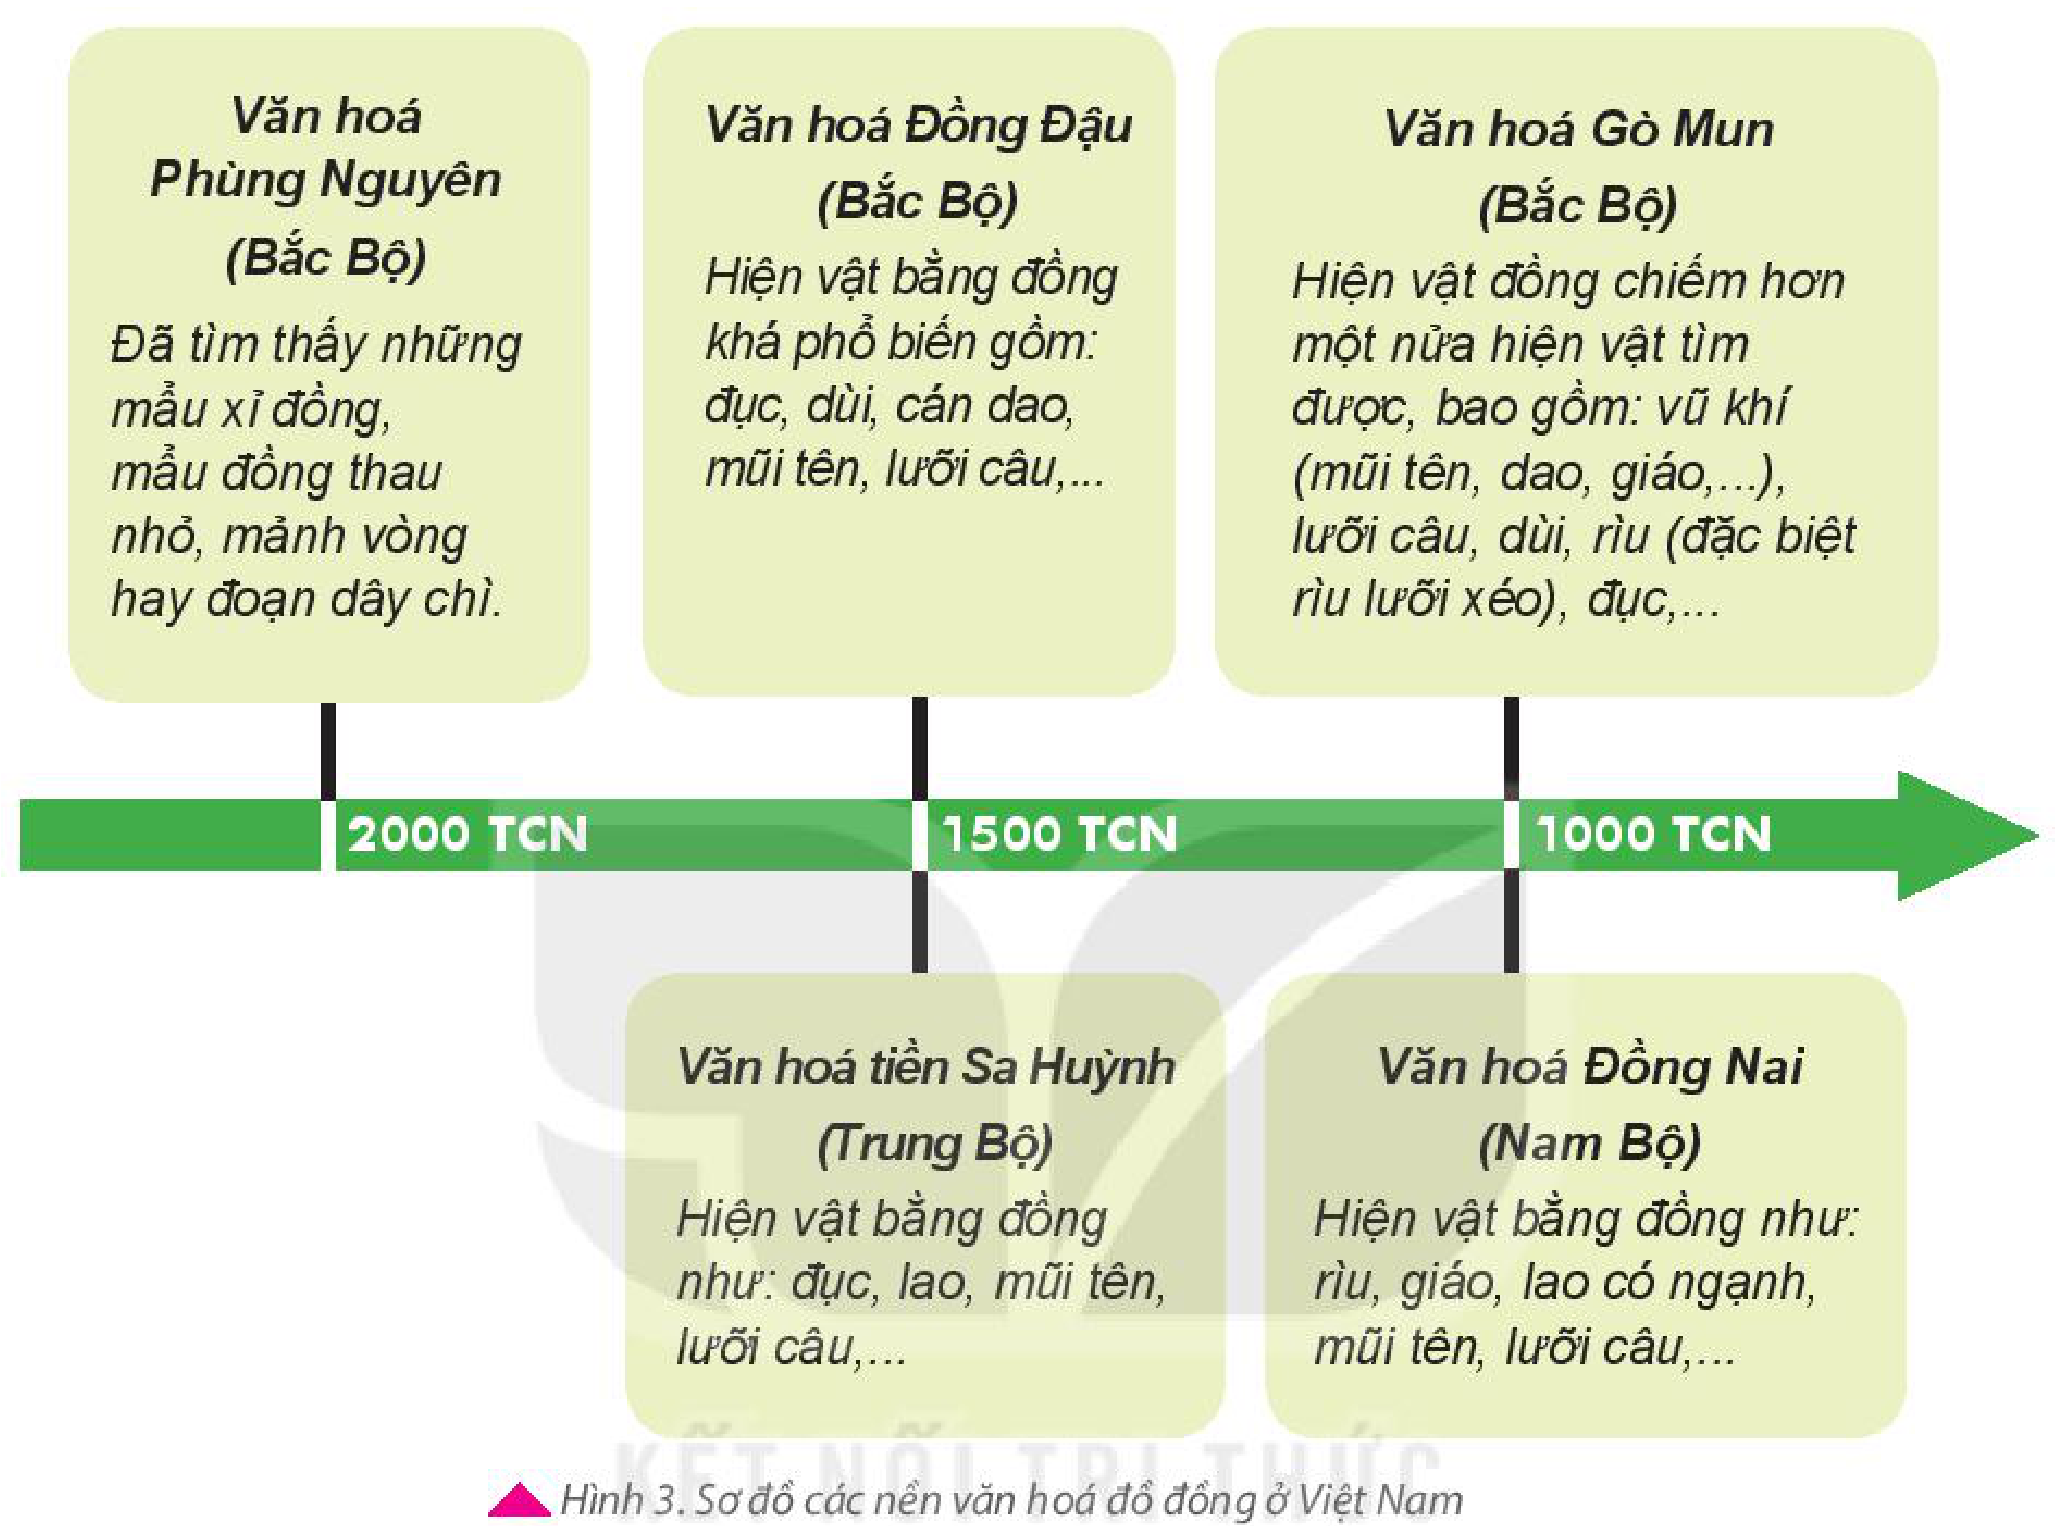 Văn hoá
Phùng Nguyên
(Bắc Bộ)
Đã tìm thấy những
mẩu xỉ đồng,
mẩu đồng thau
nhỏ, mảnh vòng
hay đoạn dây chì.
Văn hoá Đồng Đậu
(Bắc Bộ)
Hiện vật bằng đồng
khá phổ biến gồm:
đục, dùi, cán dao,
mũi tên, lưỡi câu,...
Văn hoá Gò Mun
(Bắc Bộ)
Hiện vật đồng chiếm hơn
một nửa hiện vật tìm
được, bao gồm: vũ khí
(mũi tên, dao, giáo,...),
lưỡi câu, dùi, rìu (đặc biệt
rìu lưỡi xéo), đục,...
2000 TCN
1500 TCN
1000 TCN
Văn hoá tiền Sa Huỳnh
(Trung Bộ)
Hiện vật bằng đồng
như: đục, lao, mũi tên,
lưỡi câu,...
Văn hoá Đồng Nai
(Nam Bộ)
Hiện vật bằng đồng như:
rìu, giáo, lao có ngạnh,
mũi tên, lưỡi câu,...
KẾT NỐI TRI THỨC
Hình 3. Sơ đồ các nền văn hoá đồ đồng ở Việt Nam